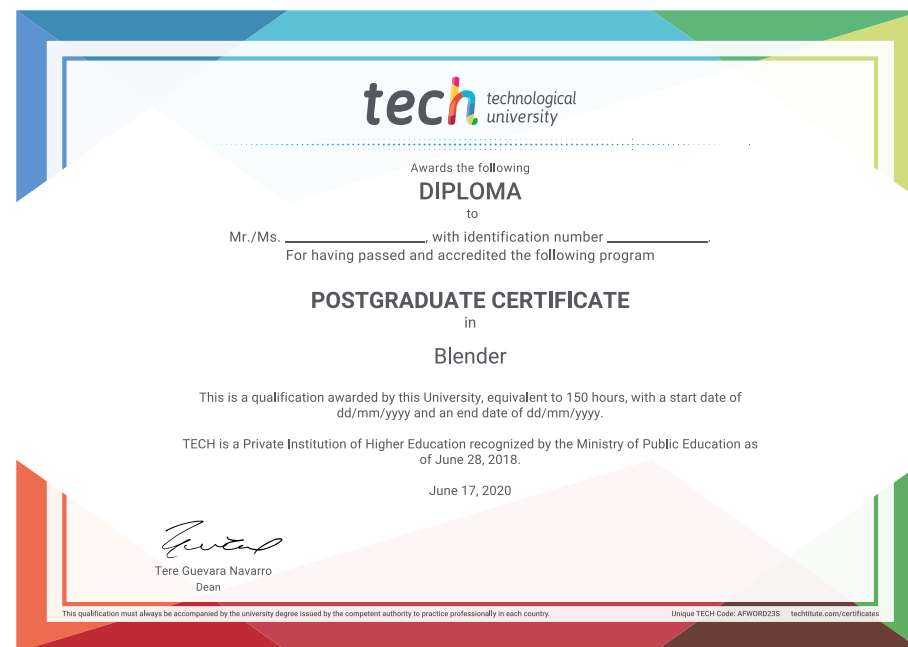 tech technological
university
Awards the following
DIPLOMA
to
Mr./Ms. ____________________, with identification number ______________.
For having passed and accredited the following program
POSTGRADUATE CERTIFICATE
in
Blender
This is a qualification awarded by this University, equivalent to 150 hours, with a start date of
dd/mm/yyyy and an end date of dd/mm/yyyy.
TECH is a Private Institution of Higher Education recognized by the Ministry of Public Education as
of June 28, 2018.
June 17, 2020
Tere Guevara Navarro
Dean
This qualification must always be accompanied by the university degree issued by the competent authority to practice professionally in each country. Unique TECH Code: AFWORD23S techtitute.com/certificates